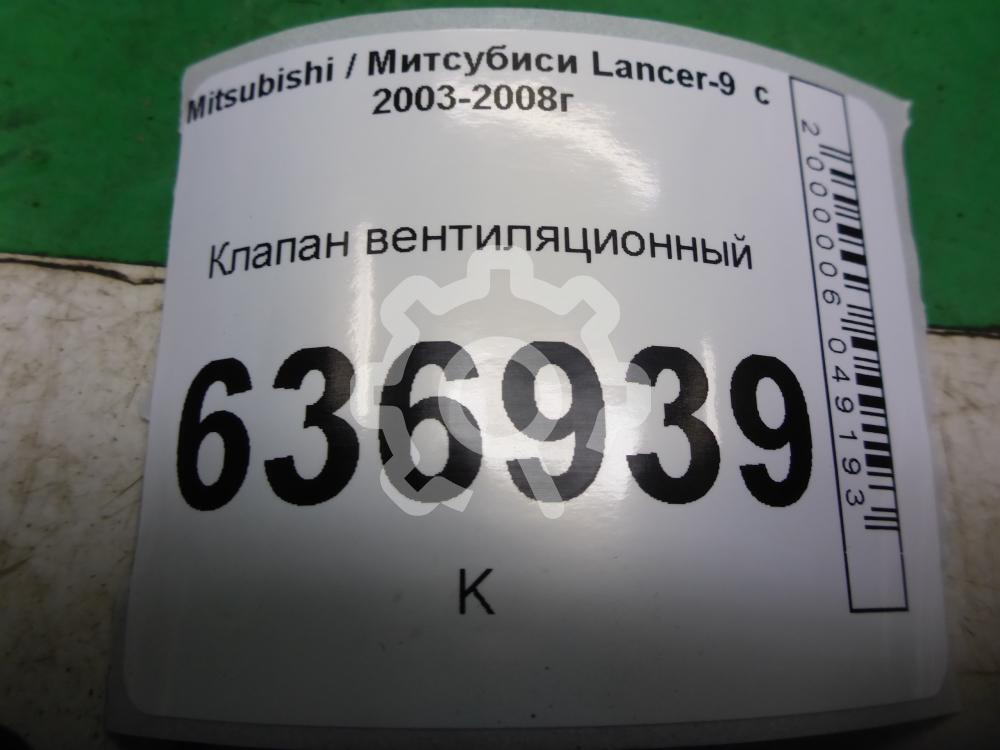 Mitsubishi / Митсубиси Lancer-9 с
2003-2008г
Клапан вентиляционный
636939
К
2000006049193